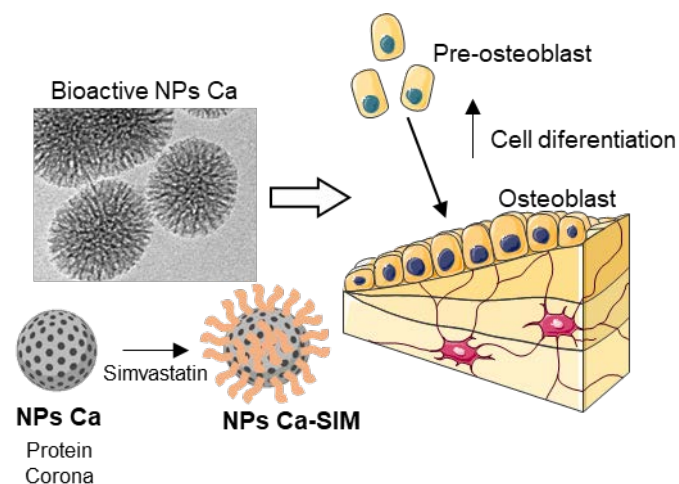 Bioactive NPs Ca
Pre-osteoblast
Cell diferentiation
Osteoblast
Simvastatin
NPs Ca
Protein
Corona
NPs Ca-SIM